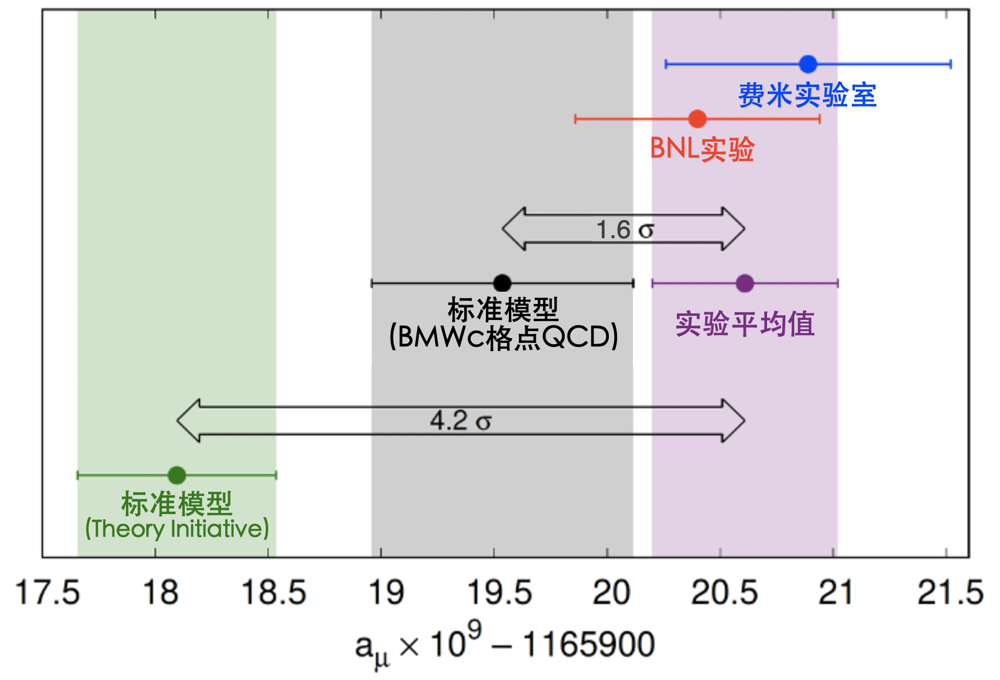 费米实验室
BNL实验
1.6 σ
标准模型
(BMWc格点QCD)
实验平均值
4.2 σ
标准模型
(Theory Initiative)
17.5 18 18.5 19 19.5 20 20.5 21 21.5
aμ × 10⁹ – 1165900